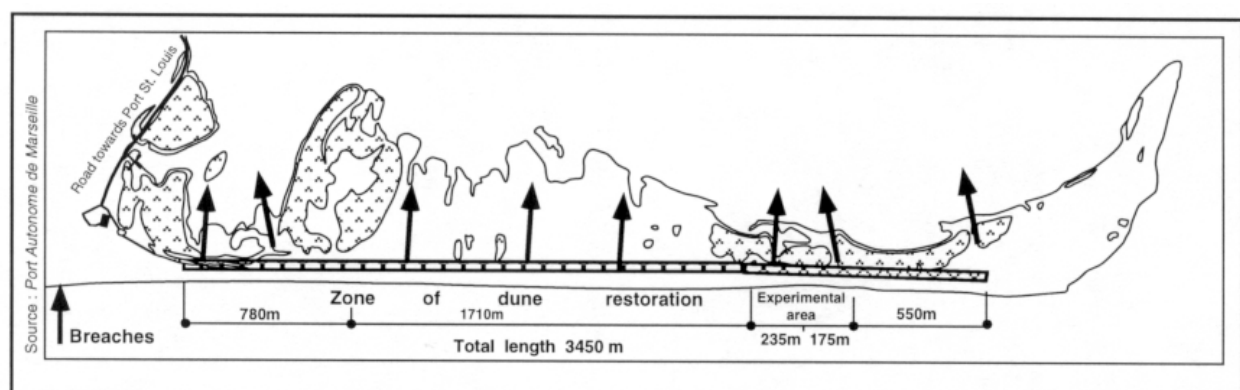 Source : Port Autonome de Marseille
Road towards Port St. Louis
Breaches
Zone of dune restoration
Experimental
area
780m
1710m
235m 175m
550m
Total length 3450 m